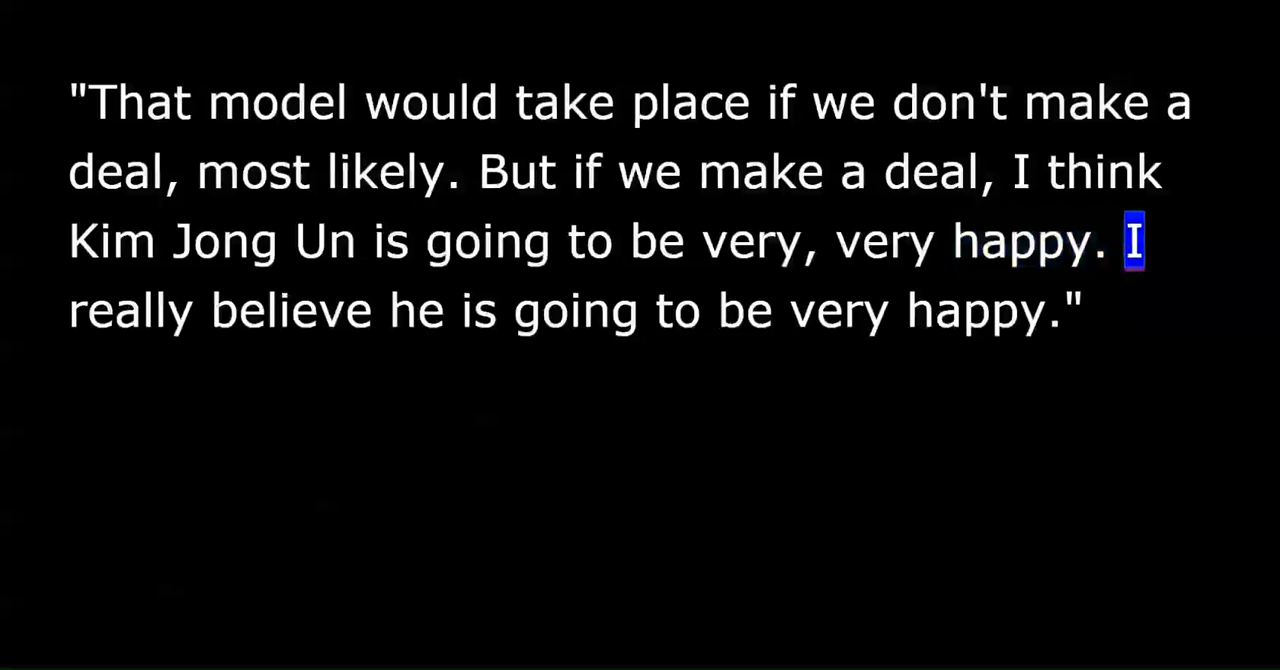 "That model would take place if we don't make a
deal, most likely. But if we make a deal, I think
Kim Jong Un is going to be very, very happy. I
really believe he is going to be very happy."